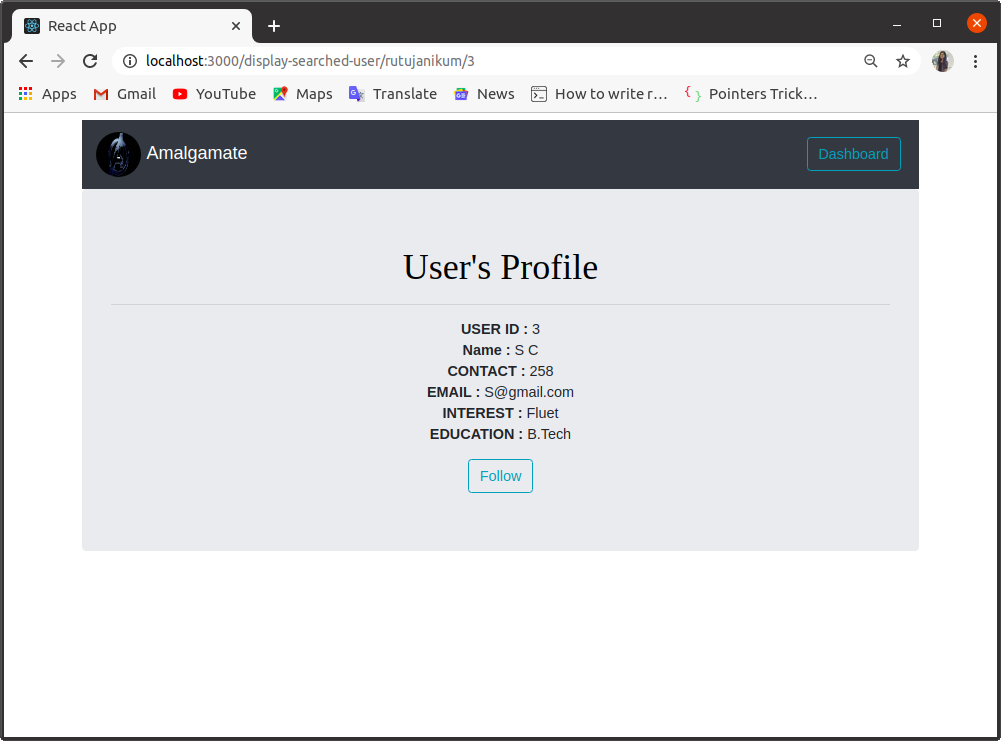 React App
localhost:3000/display-searched-user/rutujanikum/3
Apps Gmail YouTube Maps Translate News How to write r… Pointers Trick…
Amalgamate Dashboard
User's Profile
USER ID : 3
Name : S C
CONTACT : 258
EMAIL : S@gmail.com
INTEREST : Fluet
EDUCATION : B.Tech
Follow